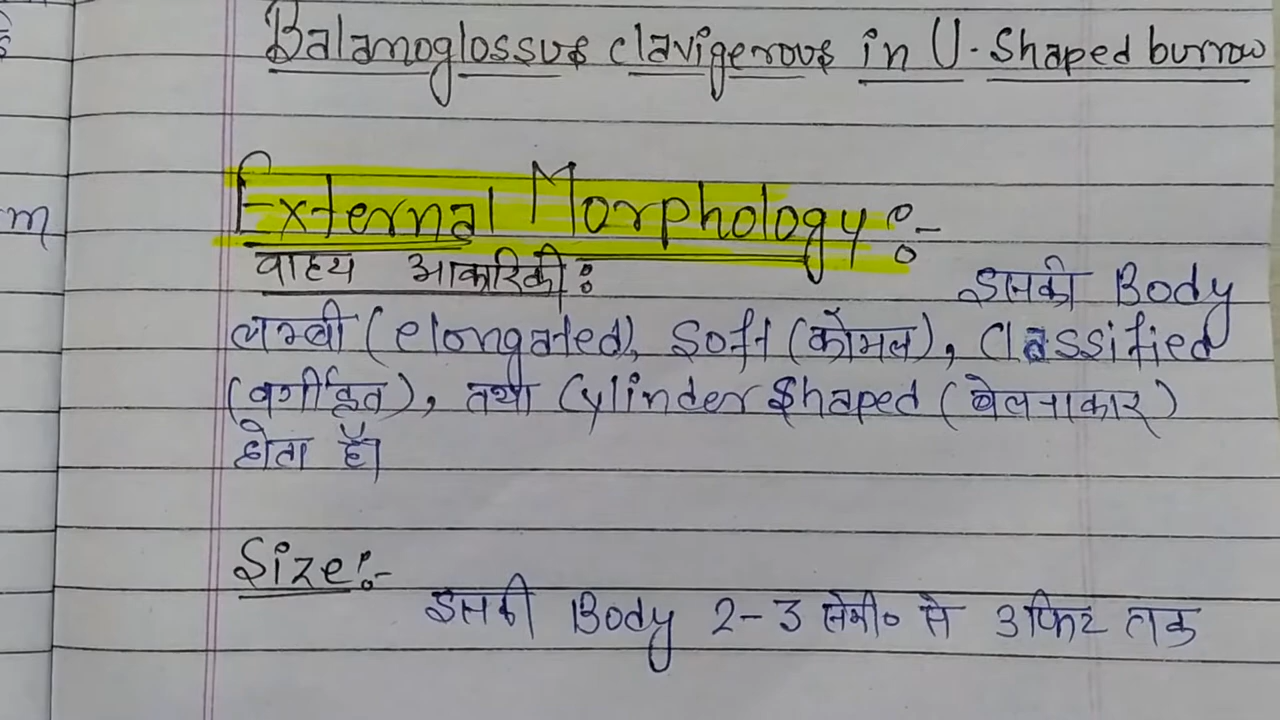 Balanoglossus clavigerous in U-Shaped burrow
External Morphology :-
वाह्य आकारिकी :
इसकी Body
लम्बी (elongated), Soft (कोमल), Classified
(वर्गीकृत), तथा Cylinder Shaped (बेलनाकार)
होता है।
Size :-
इसकी Body 2-3 सेमी० से 3 फिट तक
m